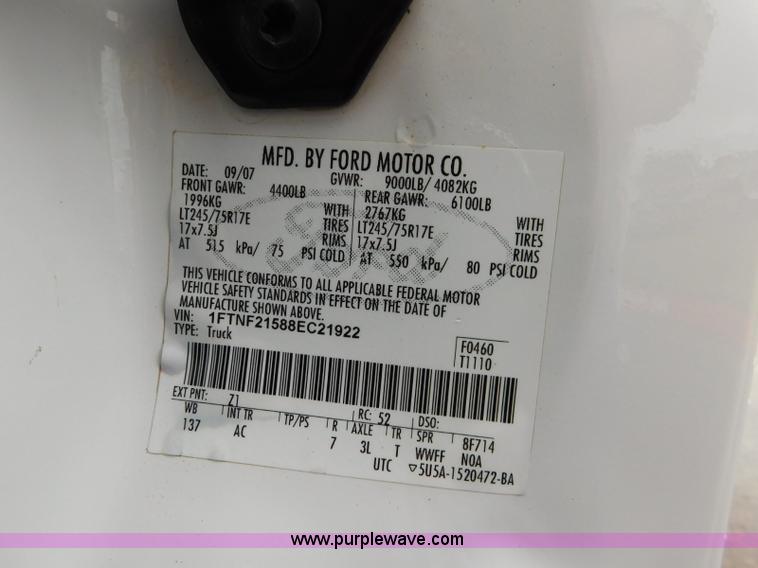 MFD. BY FORD MOTOR CO.
DATE: 09/07 GVWR: 9000LB/ 4082KG
FRONT GAWR: 4400LB REAR GAWR: 6100LB
1996KG WITH 2767KG WITH
LT245/75R17E TIRES LT245/75R17E TIRES
17x7.5J RIMS 17x7.5J RIMS
AT 515 kPa/ 75 PSI COLD AT 550 kPa/ 80 PSI COLD
THIS VEHICLE CONFORMS TO ALL APPLICABLE FEDERAL MOTOR
VEHICLE SAFETY STANDARDS IN EFFECT ON THE DATE OF
MANUFACTURE SHOWN ABOVE.
VIN: 1FTNF21588EC21922
TYPE: Truck
F0460
T1110
EXT PNT: Z1 RC: 52 DSO:
WB INT TR TP/PS R AXLE TR SPR 8F714
137 AC 7 3L T WWFF NOA
UTC ▽5U5A-1520472-BA
www.purplewave.com